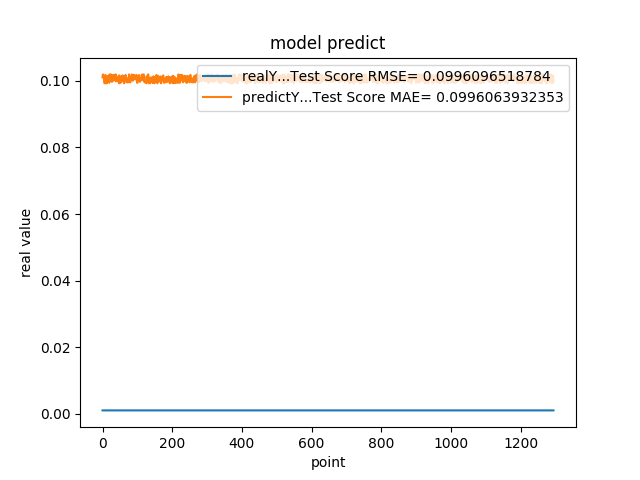 model predict
realY...Test Score RMSE= 0.0996096518784
predictY...Test Score MAE= 0.0996063932353
0.10
0.08
0.06
0.04
0.02
0.00
real value
0 200 400 600 800 1000 1200
point